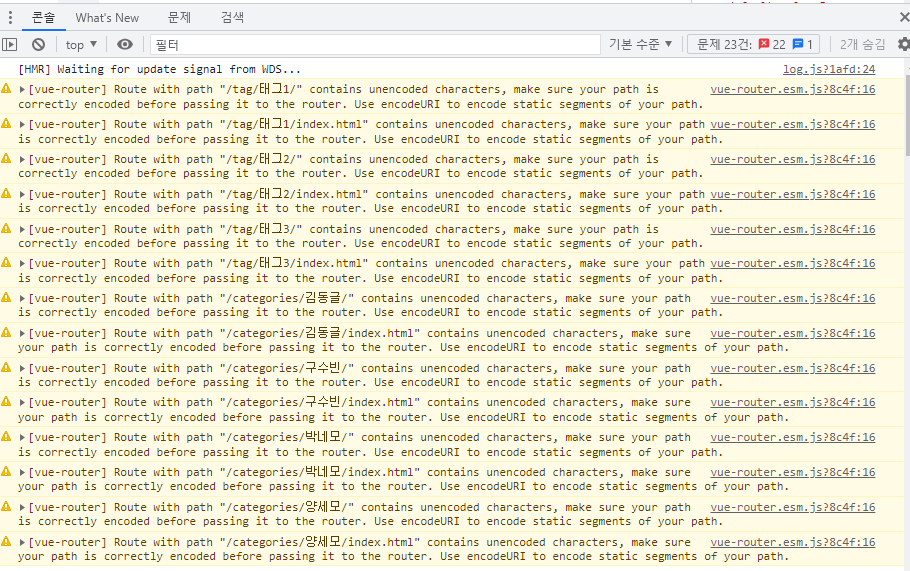 콘솔 What's New 문제 검색
top ▼ 필터 기본 수준 ▼ 문제 23건: 22 1 2개 숨김
[HMR] Waiting for update signal from WDS... log.js?1afd:24
▶[vue-router] Route with path "/tag/태그1/" contains unencoded characters, make sure your path is vue-router.esm.js?8c4f:16
correctly encoded before passing it to the router. Use encodeURI to encode static segments of your path.
▶[vue-router] Route with path "/tag/태그1/index.html" contains unencoded characters, make sure your path vue-router.esm.js?8c4f:16
is correctly encoded before passing it to the router. Use encodeURI to encode static segments of your path.
▶[vue-router] Route with path "/tag/태그2/" contains unencoded characters, make sure your path is vue-router.esm.js?8c4f:16
correctly encoded before passing it to the router. Use encodeURI to encode static segments of your path.
▶[vue-router] Route with path "/tag/태그2/index.html" contains unencoded characters, make sure your path vue-router.esm.js?8c4f:16
is correctly encoded before passing it to the router. Use encodeURI to encode static segments of your path.
▶[vue-router] Route with path "/tag/태그3/" contains unencoded characters, make sure your path is vue-router.esm.js?8c4f:16
correctly encoded before passing it to the router. Use encodeURI to encode static segments of your path.
▶[vue-router] Route with path "/tag/태그3/index.html" contains unencoded characters, make sure your path vue-router.esm.js?8c4f:16
is correctly encoded before passing it to the router. Use encodeURI to encode static segments of your path.
▶[vue-router] Route with path "/categories/김동글/" contains unencoded characters, make sure your path vue-router.esm.js?8c4f:16
is correctly encoded before passing it to the router. Use encodeURI to encode static segments of your path.
▶[vue-router] Route with path "/categories/김동글/index.html" contains unencoded characters, make sure vue-router.esm.js?8c4f:16
your path is correctly encoded before passing it to the router. Use encodeURI to encode static segments of your path.
▶[vue-router] Route with path "/categories/구수빈/" contains unencoded characters, make sure your path vue-router.esm.js?8c4f:16
is correctly encoded before passing it to the router. Use encodeURI to encode static segments of your path.
▶[vue-router] Route with path "/categories/구수빈/index.html" contains unencoded characters, make sure vue-router.esm.js?8c4f:16
your path is correctly encoded before passing it to the router. Use encodeURI to encode static segments of your path.
▶[vue-router] Route with path "/categories/박네모/" contains unencoded characters, make sure your path vue-router.esm.js?8c4f:16
is correctly encoded before passing it to the router. Use encodeURI to encode static segments of your path.
▶[vue-router] Route with path "/categories/박네모/index.html" contains unencoded characters, make sure vue-router.esm.js?8c4f:16
your path is correctly encoded before passing it to the router. Use encodeURI to encode static segments of your path.
▶[vue-router] Route with path "/categories/양세모/" contains unencoded characters, make sure your path vue-router.esm.js?8c4f:16
is correctly encoded before passing it to the router. Use encodeURI to encode static segments of your path.
▶[vue-router] Route with path "/categories/양세모/index.html" contains unencoded characters, make sure vue-router.esm.js?8c4f:16
your path is correctly encoded before passing it to the router. Use encodeURI to encode static segments of your path.